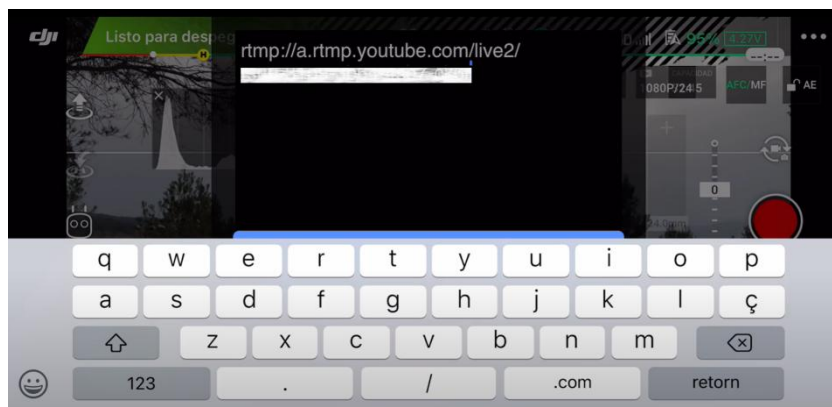 dji
Listo para despeg
H
95%
4.27V
rtmp://a.rtmp.youtube.com/live2/
CAPACIDAD
1080P/24
AFC/MF
AE
0
q w e r t y u i o p
a s d f g h j k l ç
z x c v b n m
123 . / .com retorn